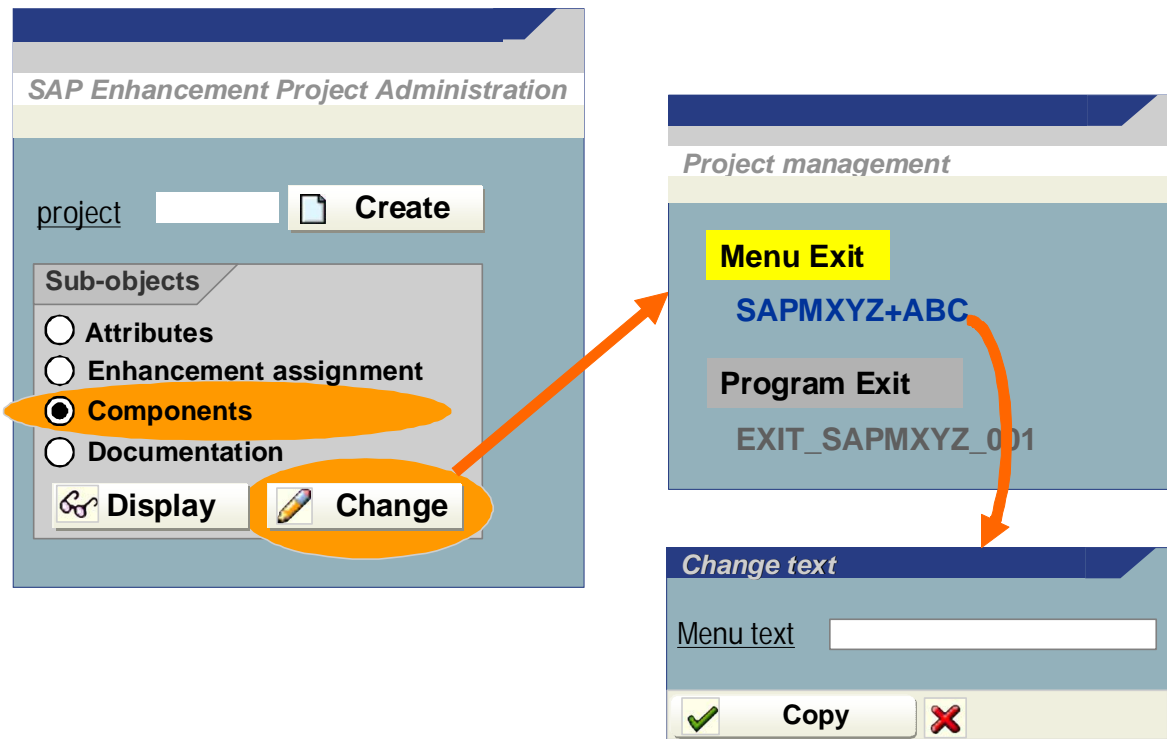 SAP Enhancement Project Administration
project
Create
Sub-objects
Attributes
Enhancement assignment
Components
Documentation
Display
Change
Project management
Menu Exit
SAPMXYZ+ABC
Program Exit
EXIT_SAPMXYZ_001
Change text
Menu text
Copy